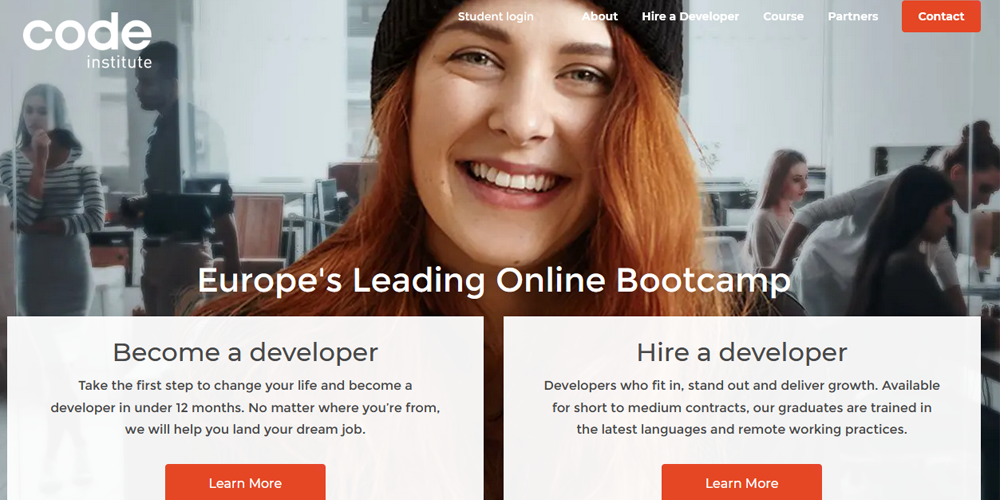 code
institute
Student login
About
Hire a Developer
Course
Partners
Contact
Europe's Leading Online Bootcamp
Become a developer
Take the first step to change your life and become a
developer in under 12 months. No matter where you're from,
we will help you land your dream job.
Learn More
Hire a developer
Developers who fit in, stand out and deliver growth. Available
for short to medium contracts, our graduates are trained in
the latest languages and remote working practices.
Learn More